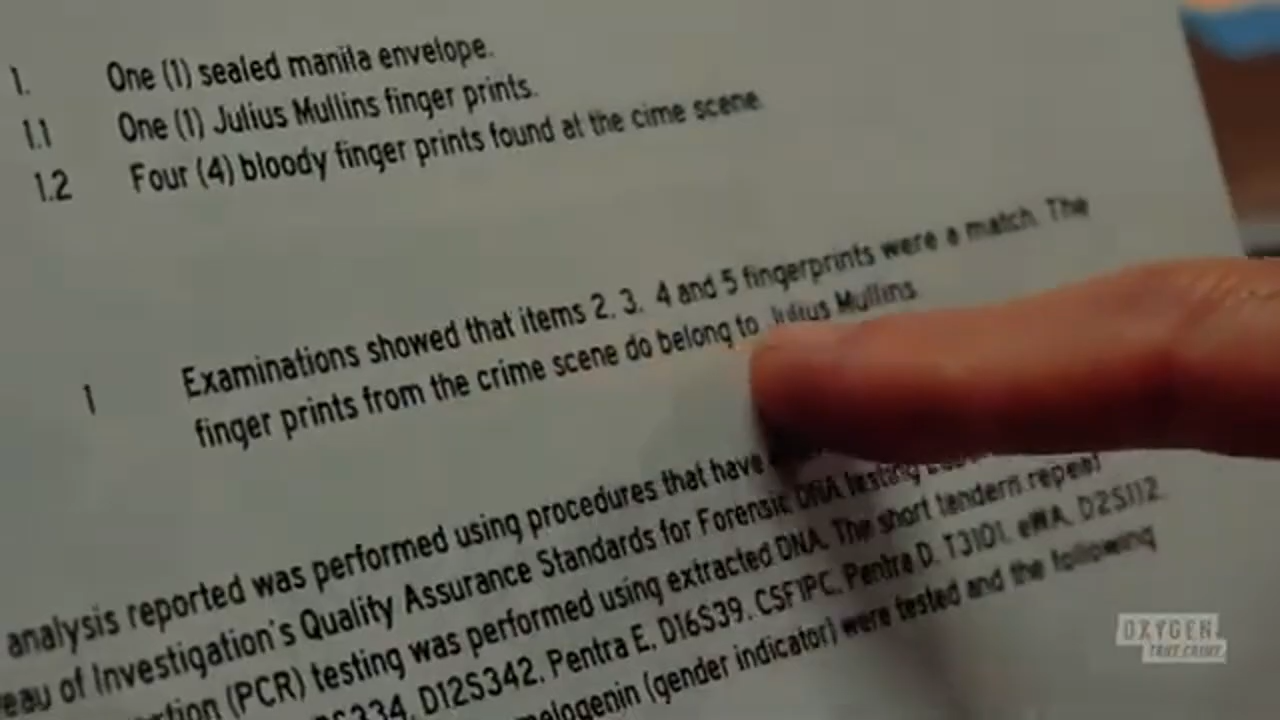 1. One (1) sealed manila envelope.
1.1 One (1) Julius Mullins finger prints.
1.2 Four (4) bloody finger prints found at the cime scene.
1 Examinations showed that items 2, 3, 4 and 5 fingerprints were a match. The
finger prints from the crime scene do belong to Julius Mullins
analysis reported was performed using procedures that have
eau of Investigation's Quality Assurance Standards for Forensic DNA testing
(PCR) testing was performed using extracted DNA. The short tendem repeat
S334, D12S342, Pentra E, D16S39, CSF1PC, Pentra D, T3101, eWA, D2S112
melogenin (gender indicator) were tested and the following
OXYGEN
TRUE CRIME